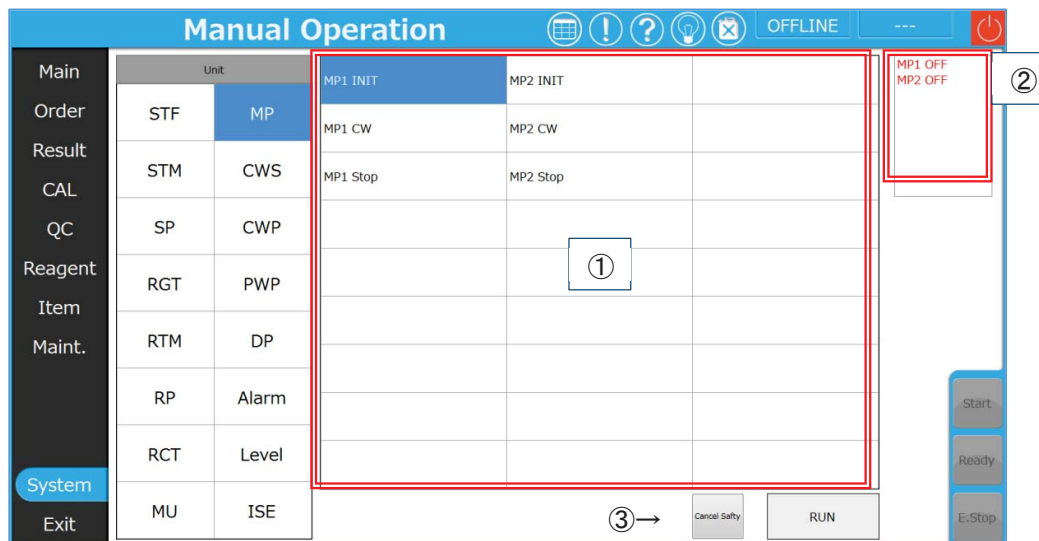 Manual Operation
OFFLINE
---
Main
Order
Result
CAL
QC
Reagent
Item
Maint.
System
Exit
Unit
STF MP
STM CWS
SP CWP
RGT PWP
RTM DP
RP Alarm
RCT Level
MU ISE
MP1 INIT MP2 INIT
MP1 CW MP2 CW
MP1 Stop MP2 Stop
①
MP1 OFF
MP2 OFF
②
③→
Cancel Safty
RUN
Start
Ready
E.Stop